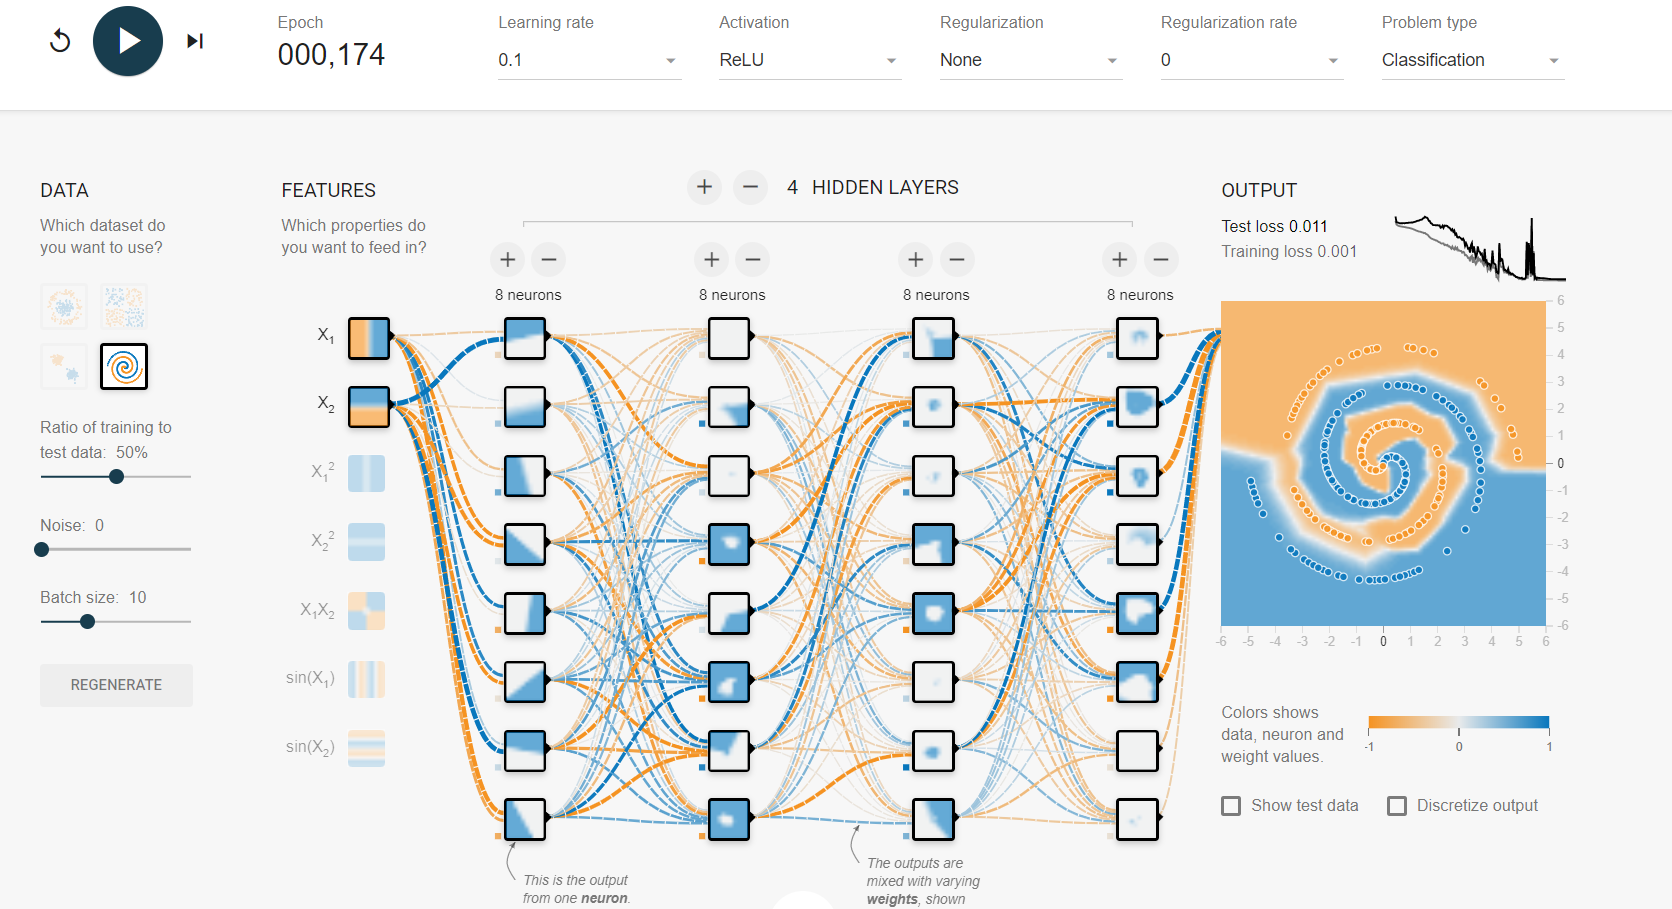 Epoch
000,174
Learning rate
0.1
Activation
ReLU
Regularization
None
Regularization rate
0
Problem type
Classification
DATA
Which dataset do
you want to use?
Ratio of training to
test data: 50%
Noise: 0
Batch size: 10
REGENERATE
FEATURES
Which properties do
you want to feed in?
X1
X2
X1²
X2²
X1X2
sin(X1)
sin(X2)
+ − 4 HIDDEN LAYERS
+ − + − + − + −
8 neurons 8 neurons 8 neurons 8 neurons
This is the output
from one neuron.
The outputs are
mixed with varying
weights, shown
OUTPUT
Test loss 0.011
Training loss 0.001
6
5
4
3
2
1
0
-1
-2
-3
-4
-5
-6
-6 -5 -4 -3 -2 -1 0 1 2 3 4 5 6
Colors shows
data, neuron and
weight values.
-1 0 1
Show test data
Discretize output